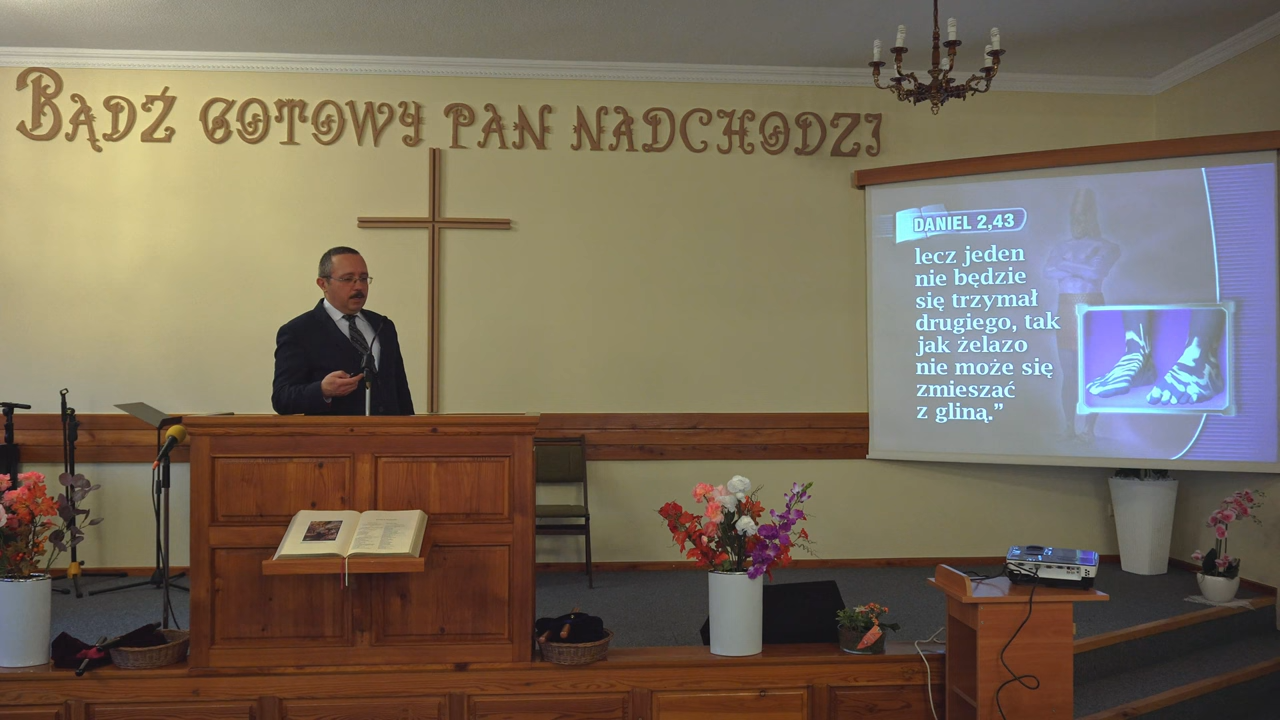 BĄDŹ GOTOWY PAN NADCHODZI
DANIEL 2,43
lecz jeden
nie będzie
się trzymał
drugiego, tak
jak żelazo
nie może się
zmieszać
z gliną.”